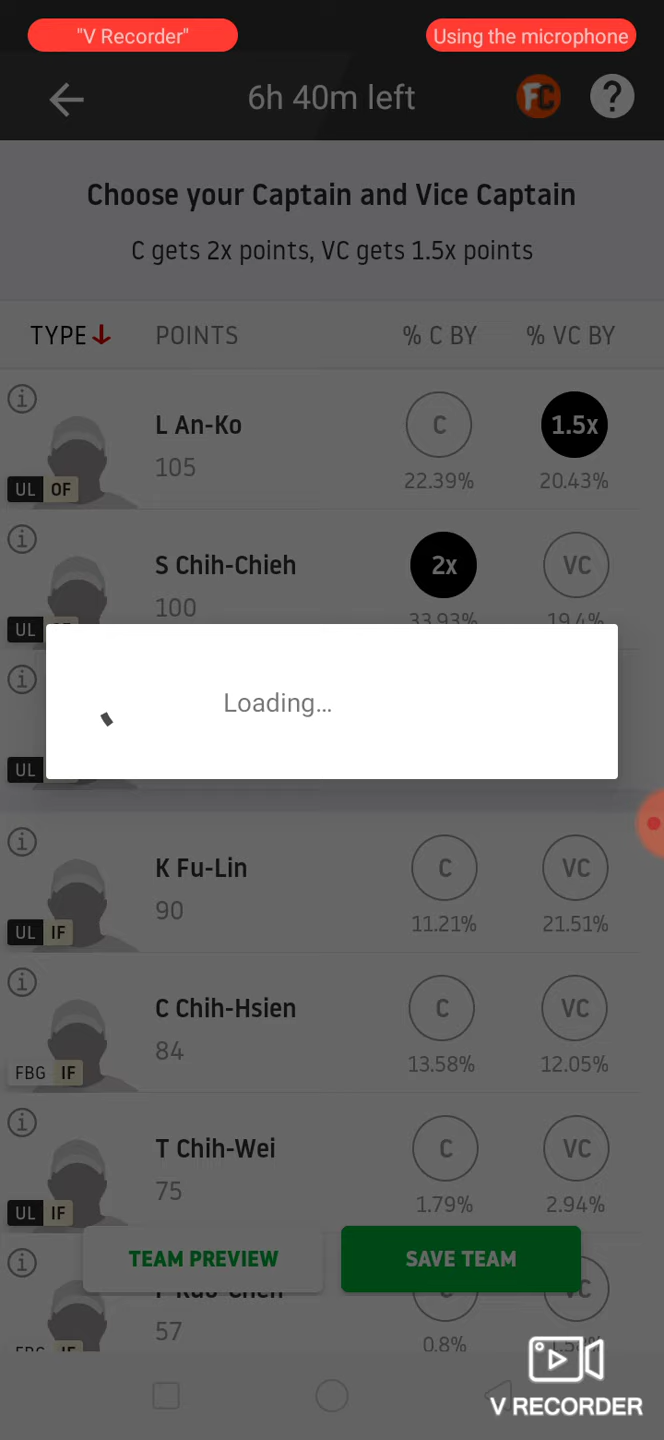 "V Recorder"
Using the microphone
6h 40m left
FC
?
Choose your Captain and Vice Captain
C gets 2x points, VC gets 1.5x points
TYPE
POINTS
% C BY
% VC BY
L An-Ko
C
1.5x
105
22.39%
20.43%
UL OF
S Chih-Chieh
2x
VC
100
33.93%
19.4%
UL
Loading...
UL
K Fu-Lin
C
VC
90
11.21%
21.51%
UL IF
C Chih-Hsien
C
VC
84
13.58%
12.05%
FBG IF
T Chih-Wei
C
VC
75
1.79%
2.94%
UL IF
TEAM PREVIEW
SAVE TEAM
57
0.8%
FBG IF
V RECORDER